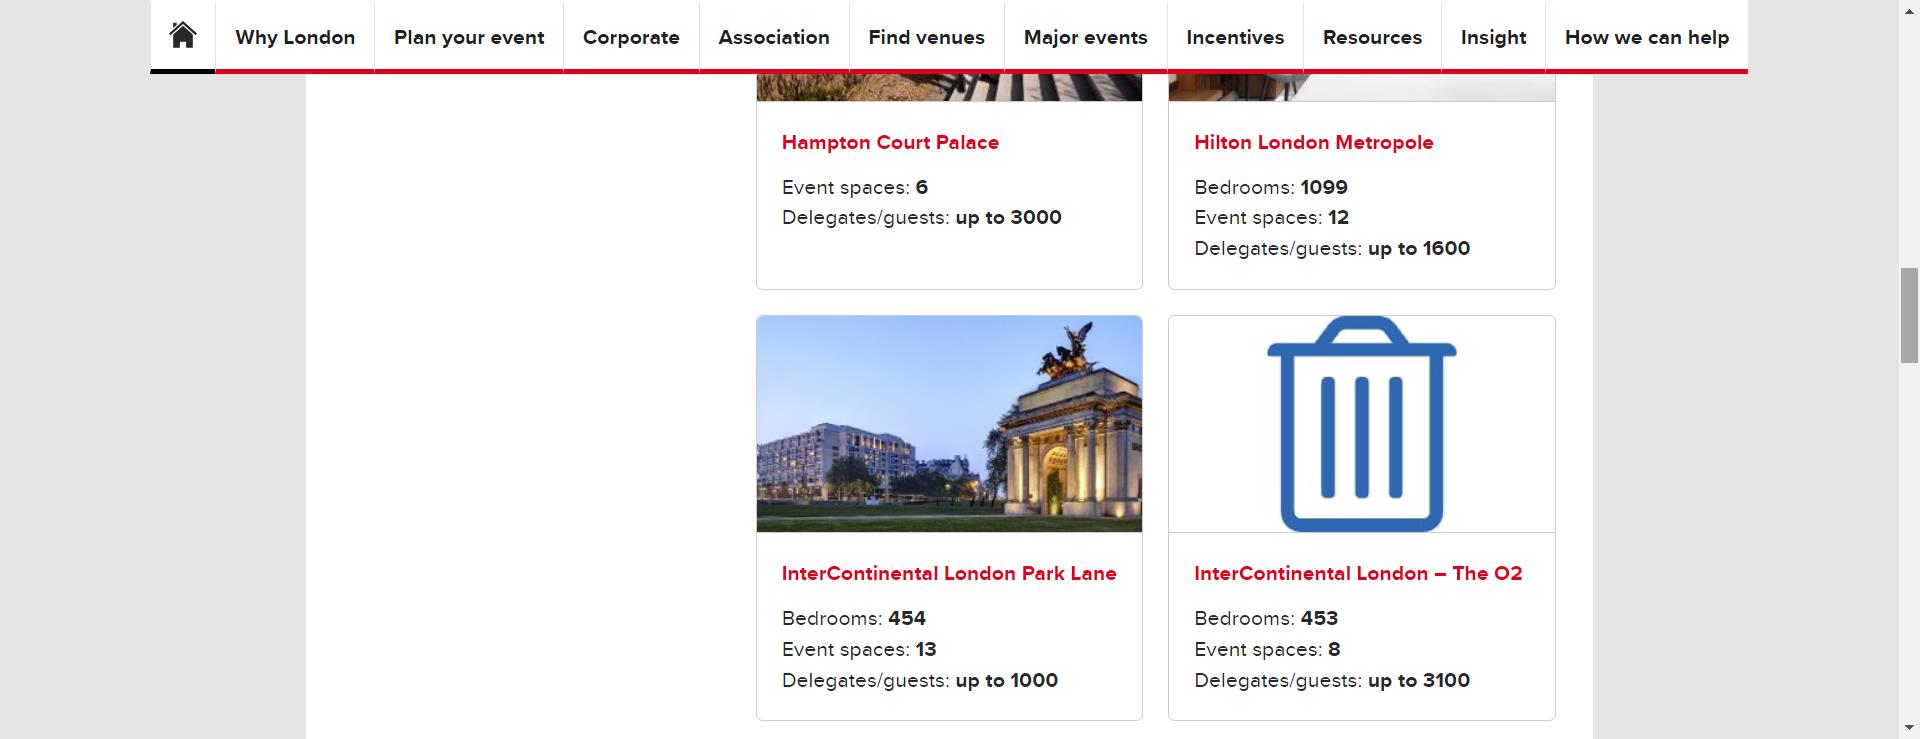 Why London
Plan your event
Corporate
Association
Find venues
Major events
Incentives
Resources
Insight
How we can help
Hampton Court Palace
Event spaces: 6
Delegates/guests: up to 3000
Hilton London Metropole
Bedrooms: 1099
Event spaces: 12
Delegates/guests: up to 1600
InterContinental London Park Lane
Bedrooms: 454
Event spaces: 13
Delegates/guests: up to 1000
InterContinental London – The O2
Bedrooms: 453
Event spaces: 8
Delegates/guests: up to 3100